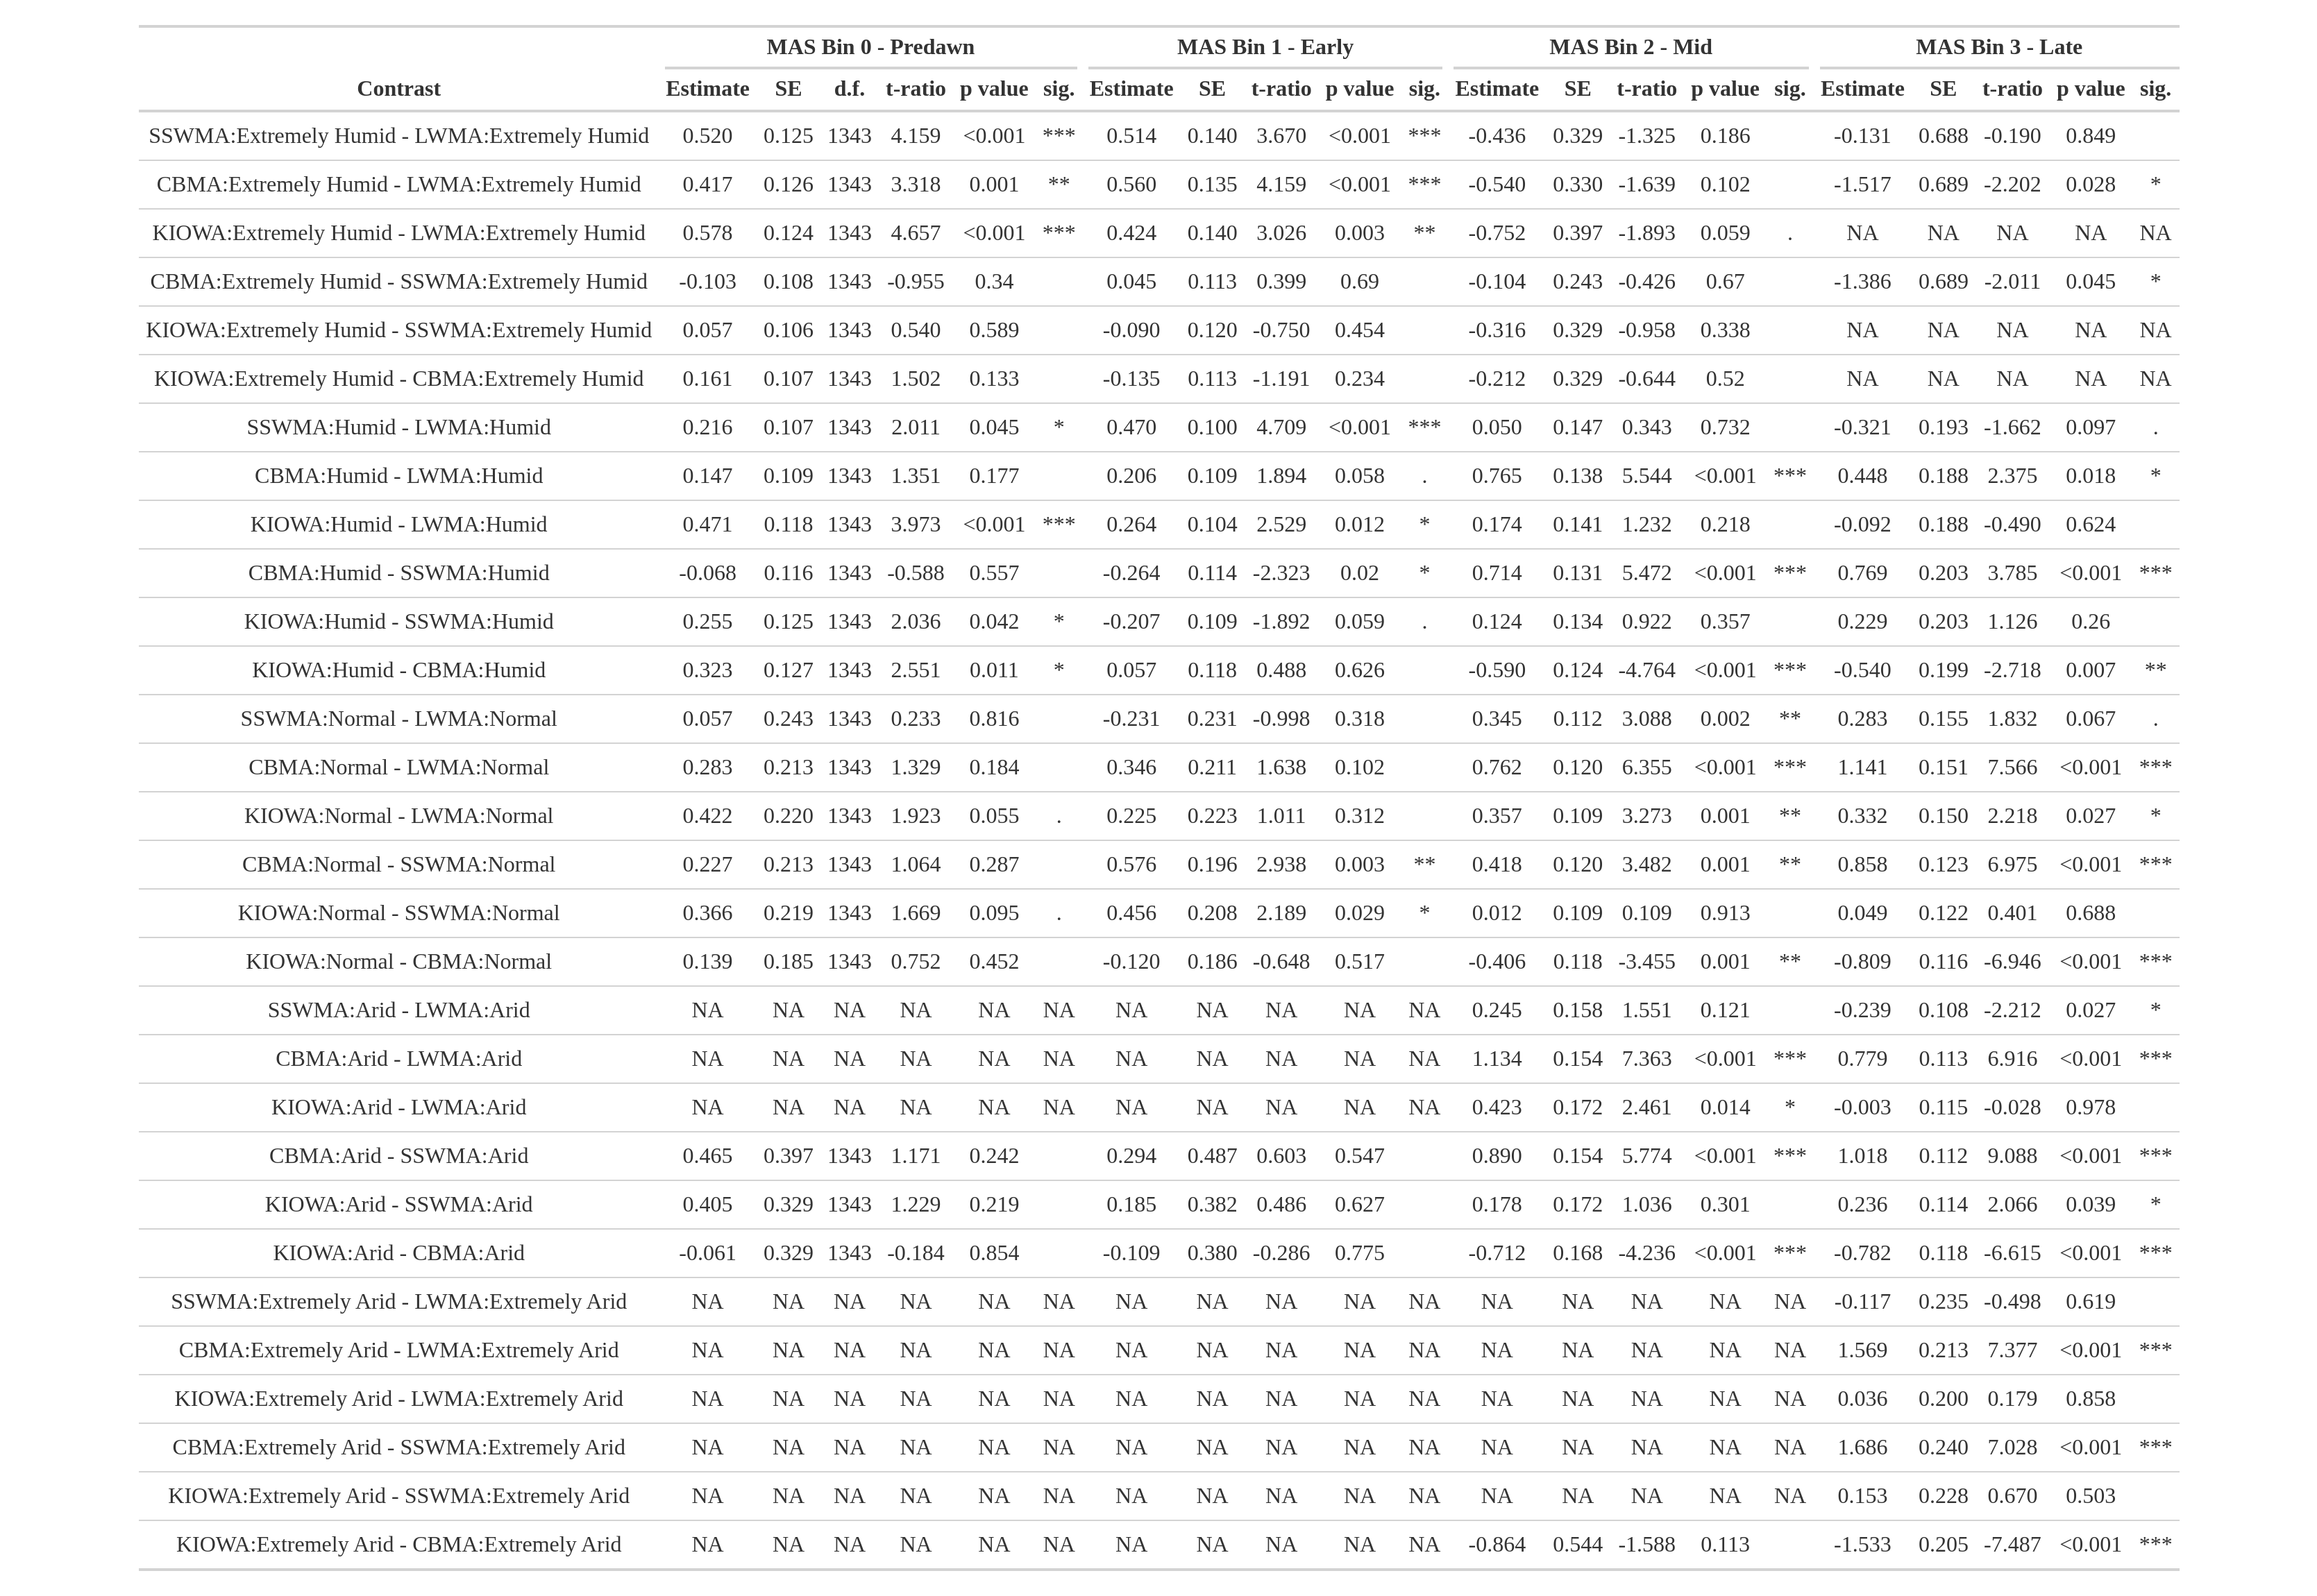 MAS Bin 0 - Predawn MAS Bin 1 - Early MAS Bin 2 - Mid MAS Bin 3 - Late
Contrast Estimate SE d.f. t-ratio p value sig. Estimate SE t-ratio p value sig. Estimate SE t-ratio p value sig. Estimate SE t-ratio p value sig.
SSWMA:Extremely Humid - LWMA:Extremely Humid 0.520 0.125 1343 4.159 <0.001 *** 0.514 0.140 3.670 <0.001 *** -0.436 0.329 -1.325 0.186 -0.131 0.688 -0.190 0.849
CBMA:Extremely Humid - LWMA:Extremely Humid 0.417 0.126 1343 3.318 0.001 ** 0.560 0.135 4.159 <0.001 *** -0.540 0.330 -1.639 0.102 -1.517 0.689 -2.202 0.028 *
KIOWA:Extremely Humid - LWMA:Extremely Humid 0.578 0.124 1343 4.657 <0.001 *** 0.424 0.140 3.026 0.003 ** -0.752 0.397 -1.893 0.059 . NA NA NA NA NA
CBMA:Extremely Humid - SSWMA:Extremely Humid -0.103 0.108 1343 -0.955 0.34 0.045 0.113 0.399 0.69 -0.104 0.243 -0.426 0.67 -1.386 0.689 -2.011 0.045 *
KIOWA:Extremely Humid - SSWMA:Extremely Humid 0.057 0.106 1343 0.540 0.589 -0.090 0.120 -0.750 0.454 -0.316 0.329 -0.958 0.338 NA NA NA NA NA
KIOWA:Extremely Humid - CBMA:Extremely Humid 0.161 0.107 1343 1.502 0.133 -0.135 0.113 -1.191 0.234 -0.212 0.329 -0.644 0.52 NA NA NA NA NA
SSWMA:Humid - LWMA:Humid 0.216 0.107 1343 2.011 0.045 * 0.470 0.100 4.709 <0.001 *** 0.050 0.147 0.343 0.732 -0.321 0.193 -1.662 0.097 .
CBMA:Humid - LWMA:Humid 0.147 0.109 1343 1.351 0.177 0.206 0.109 1.894 0.058 . 0.765 0.138 5.544 <0.001 *** 0.448 0.188 2.375 0.018 *
KIOWA:Humid - LWMA:Humid 0.471 0.118 1343 3.973 <0.001 *** 0.264 0.104 2.529 0.012 * 0.174 0.141 1.232 0.218 -0.092 0.188 -0.490 0.624
CBMA:Humid - SSWMA:Humid -0.068 0.116 1343 -0.588 0.557 -0.264 0.114 -2.323 0.02 * 0.714 0.131 5.472 <0.001 *** 0.769 0.203 3.785 <0.001 ***
KIOWA:Humid - SSWMA:Humid 0.255 0.125 1343 2.036 0.042 * -0.207 0.109 -1.892 0.059 . 0.124 0.134 0.922 0.357 0.229 0.203 1.126 0.26
KIOWA:Humid - CBMA:Humid 0.323 0.127 1343 2.551 0.011 * 0.057 0.118 0.488 0.626 -0.590 0.124 -4.764 <0.001 *** -0.540 0.199 -2.718 0.007 **
SSWMA:Normal - LWMA:Normal 0.057 0.243 1343 0.233 0.816 -0.231 0.231 -0.998 0.318 0.345 0.112 3.088 0.002 ** 0.283 0.155 1.832 0.067 .
CBMA:Normal - LWMA:Normal 0.283 0.213 1343 1.329 0.184 0.346 0.211 1.638 0.102 0.762 0.120 6.355 <0.001 *** 1.141 0.151 7.566 <0.001 ***
KIOWA:Normal - LWMA:Normal 0.422 0.220 1343 1.923 0.055 . 0.225 0.223 1.011 0.312 0.357 0.109 3.273 0.001 ** 0.332 0.150 2.218 0.027 *
CBMA:Normal - SSWMA:Normal 0.227 0.213 1343 1.064 0.287 0.576 0.196 2.938 0.003 ** 0.418 0.120 3.482 0.001 ** 0.858 0.123 6.975 <0.001 ***
KIOWA:Normal - SSWMA:Normal 0.366 0.219 1343 1.669 0.095 . 0.456 0.208 2.189 0.029 * 0.012 0.109 0.109 0.913 0.049 0.122 0.401 0.688
KIOWA:Normal - CBMA:Normal 0.139 0.185 1343 0.752 0.452 -0.120 0.186 -0.648 0.517 -0.406 0.118 -3.455 0.001 ** -0.809 0.116 -6.946 <0.001 ***
SSWMA:Arid - LWMA:Arid NA NA NA NA NA NA NA NA NA NA NA 0.245 0.158 1.551 0.121 -0.239 0.108 -2.212 0.027 *
CBMA:Arid - LWMA:Arid NA NA NA NA NA NA NA NA NA NA NA 1.134 0.154 7.363 <0.001 *** 0.779 0.113 6.916 <0.001 ***
KIOWA:Arid - LWMA:Arid NA NA NA NA NA NA NA NA NA NA NA 0.423 0.172 2.461 0.014 * -0.003 0.115 -0.028 0.978
CBMA:Arid - SSWMA:Arid 0.465 0.397 1343 1.171 0.242 0.294 0.487 0.603 0.547 0.890 0.154 5.774 <0.001 *** 1.018 0.112 9.088 <0.001 ***
KIOWA:Arid - SSWMA:Arid 0.405 0.329 1343 1.229 0.219 0.185 0.382 0.486 0.627 0.178 0.172 1.036 0.301 0.236 0.114 2.066 0.039 *
KIOWA:Arid - CBMA:Arid -0.061 0.329 1343 -0.184 0.854 -0.109 0.380 -0.286 0.775 -0.712 0.168 -4.236 <0.001 *** -0.782 0.118 -6.615 <0.001 ***
SSWMA:Extremely Arid - LWMA:Extremely Arid NA NA NA NA NA NA NA NA NA NA NA NA NA NA NA NA -0.117 0.235 -0.498 0.619
CBMA:Extremely Arid - LWMA:Extremely Arid NA NA NA NA NA NA NA NA NA NA NA NA NA NA NA NA 1.569 0.213 7.377 <0.001 ***
KIOWA:Extremely Arid - LWMA:Extremely Arid NA NA NA NA NA NA NA NA NA NA NA NA NA NA NA NA 0.036 0.200 0.179 0.858
CBMA:Extremely Arid - SSWMA:Extremely Arid NA NA NA NA NA NA NA NA NA NA NA NA NA NA NA NA 1.686 0.240 7.028 <0.001 ***
KIOWA:Extremely Arid - SSWMA:Extremely Arid NA NA NA NA NA NA NA NA NA NA NA NA NA NA NA NA 0.153 0.228 0.670 0.503
KIOWA:Extremely Arid - CBMA:Extremely Arid NA NA NA NA NA NA NA NA NA NA NA -0.864 0.544 -1.588 0.113 -1.533 0.205 -7.487 <0.001 ***